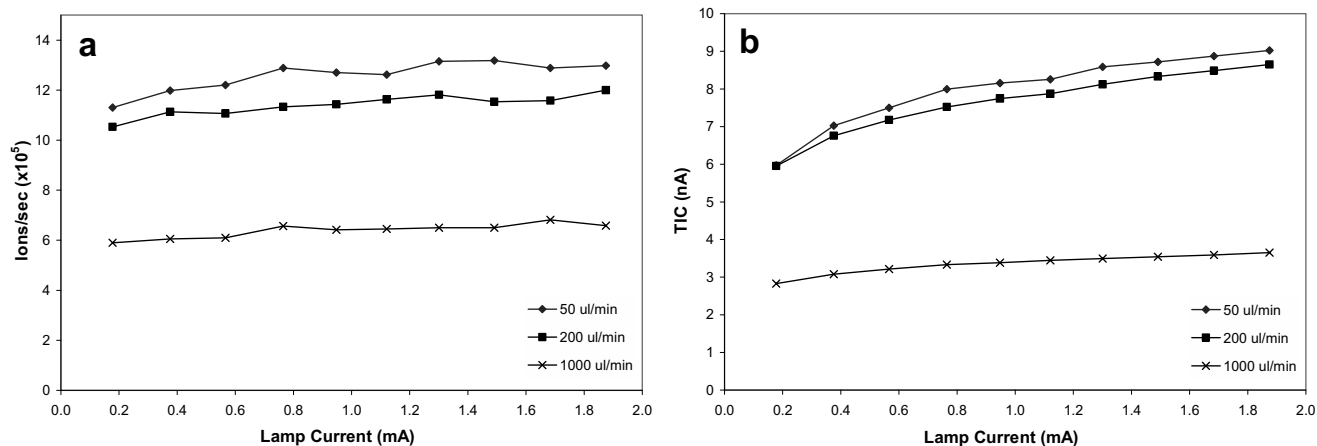 a
14
12
10
8
6
4
2
0
Ions/sec (x10⁵)
0.0 0.2 0.4 0.6 0.8 1.0 1.2 1.4 1.6 1.8 2.0
Lamp Current (mA)
50 ul/min
200 ul/min
1000 ul/min
b
10
9
8
7
6
5
4
3
2
1
0
TIC (nA)
0.0 0.2 0.4 0.6 0.8 1.0 1.2 1.4 1.6 1.8 2.0
Lamp Current (mA)
50 ul/min
200 ul/min
1000 ul/min